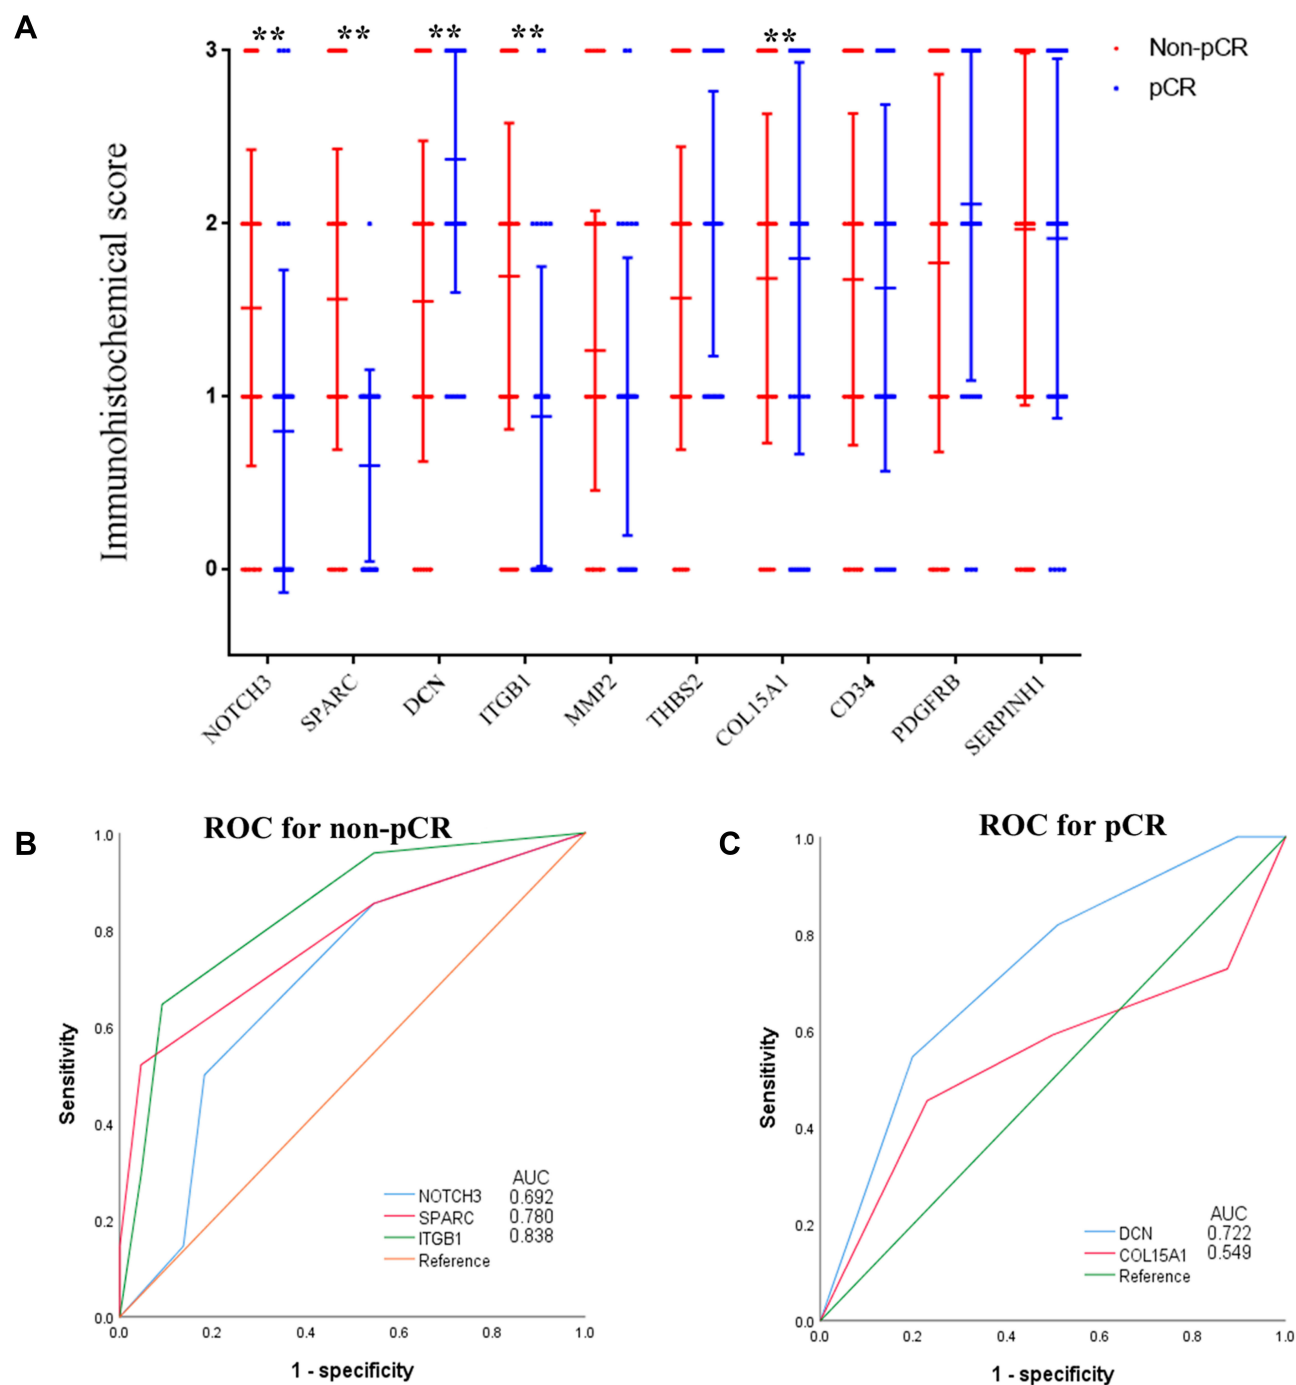 A
** ** ** ** **
Non-pCR
pCR
Immunohistochemical score
3
2
1
0
NOTCH3 SPARC DCN ITGB1 MMP2 THBS2 COL15A1 CD34 PDGFRB SERPINH1
B
ROC for non-pCR
Sensitivity
1.0
0.8
0.6
0.4
0.2
0.0
AUC
NOTCH3 0.692
SPARC 0.780
ITGB1 0.838
Reference
0.0 0.2 0.4 0.6 0.8 1.0
1 - specificity
C
ROC for pCR
Sensitivity
1.0
0.8
0.6
0.4
0.2
0.0
AUC
DCN 0.722
COL15A1 0.549
Reference
0.0 0.2 0.4 0.6 0.8 1.0
1 - specificity